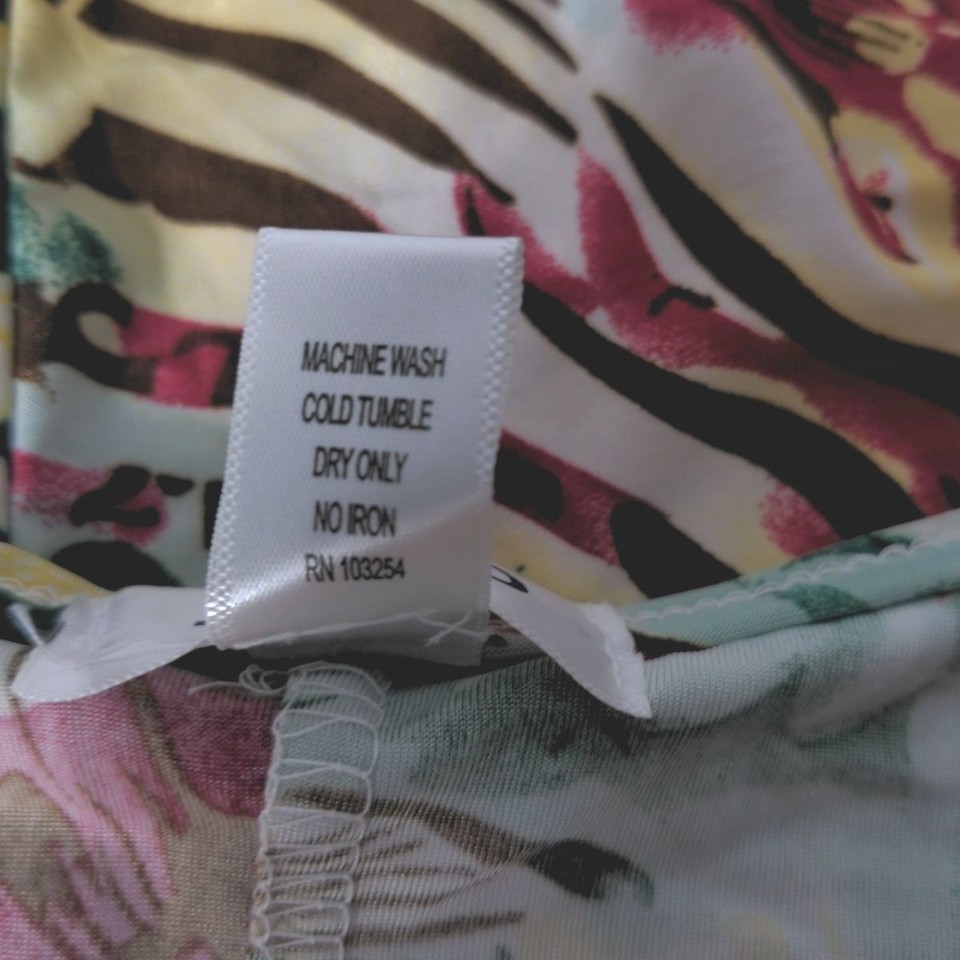 MACHINE WASH
COLD TUMBLE
DRY ONLY
NO IRON
RN 103254